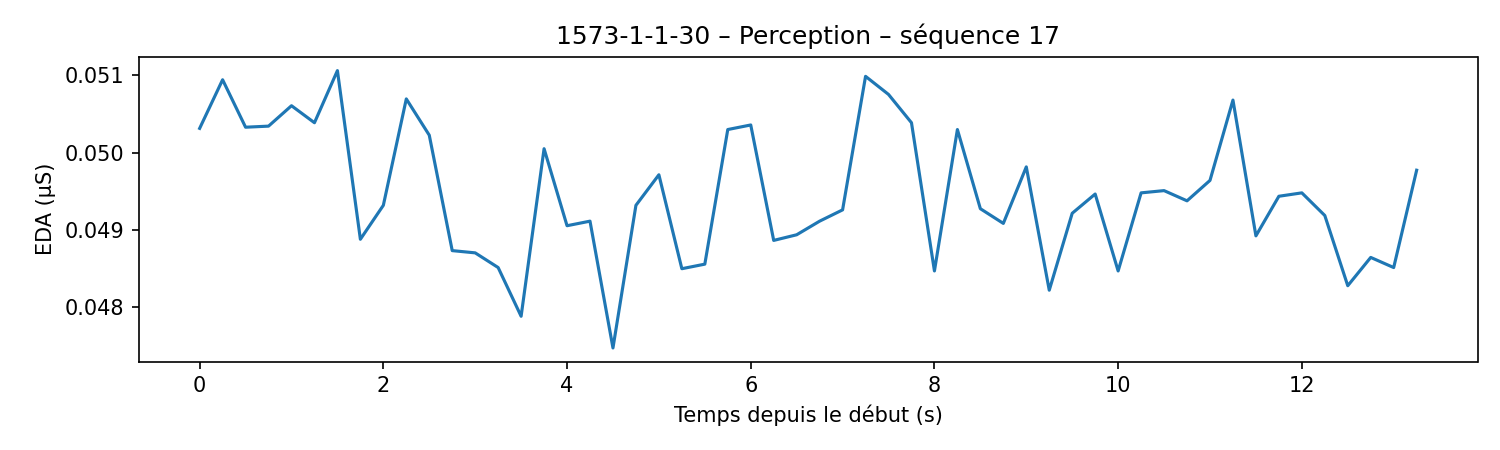 1573-1-1-30 – Perception – séquence 17
EDA (µS)
0.051
0.050
0.049
0.048
0 2 4 6 8 10 12
Temps depuis le début (s)